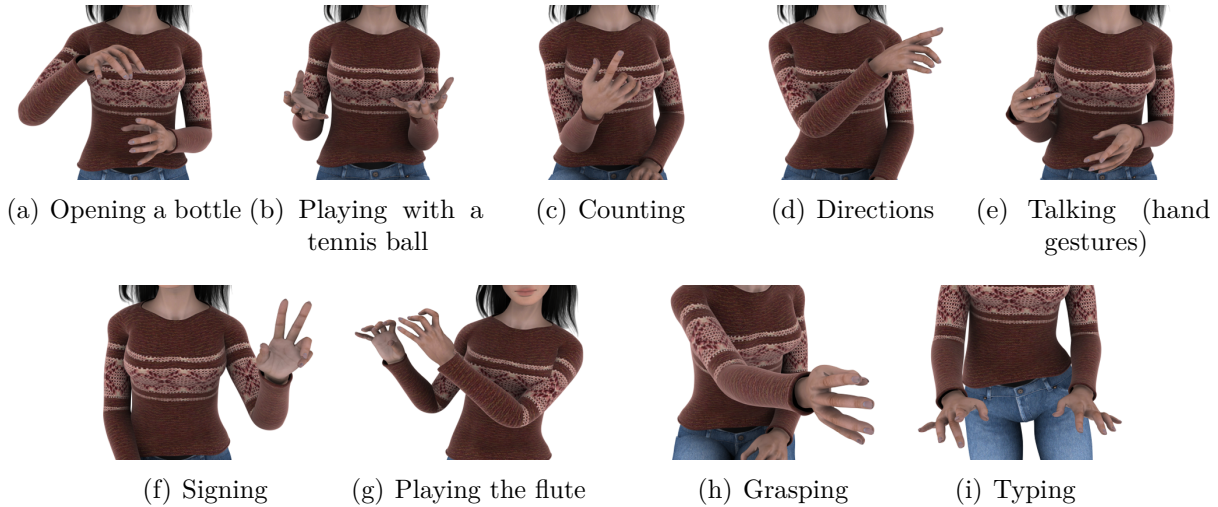 (a) Opening a bottle
(b) Playing with a
tennis ball
(c) Counting
(d) Directions
(e) Talking (hand
gestures)
(f) Signing
(g) Playing the flute
(h) Grasping
(i) Typing